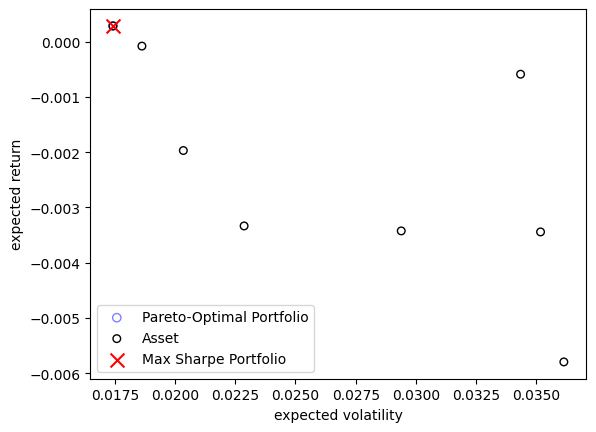 0.000
−0.001
−0.002
−0.003
−0.004
−0.005
−0.006
expected return
Pareto-Optimal Portfolio
Asset
Max Sharpe Portfolio
0.0175 0.0200 0.0225 0.0250 0.0275 0.0300 0.0325 0.0350
expected volatility